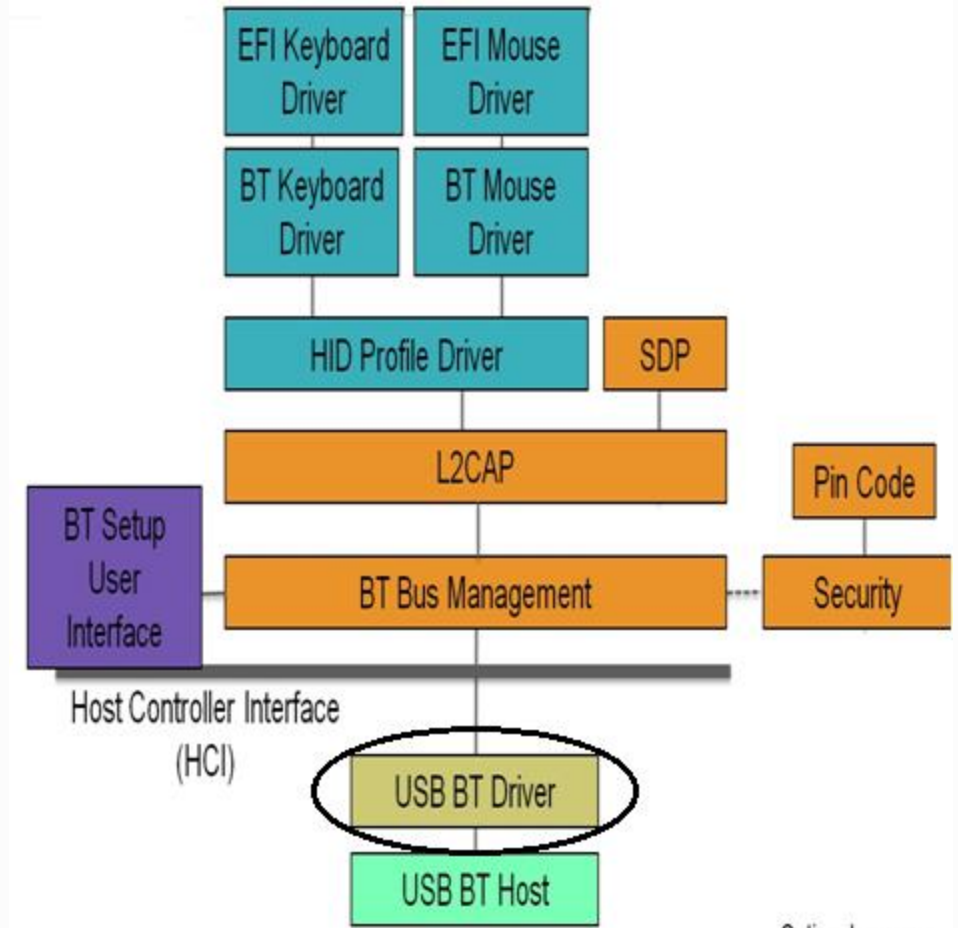 EFI Keyboard
Driver
EFI Mouse
Driver
BT Keyboard
Driver
BT Mouse
Driver
HID Profile Driver
SDP
L2CAP
Pin Code
BT Setup
User
Interface
BT Bus Management
Security
Host Controller Interface
(HCI)
USB BT Driver
USB BT Host